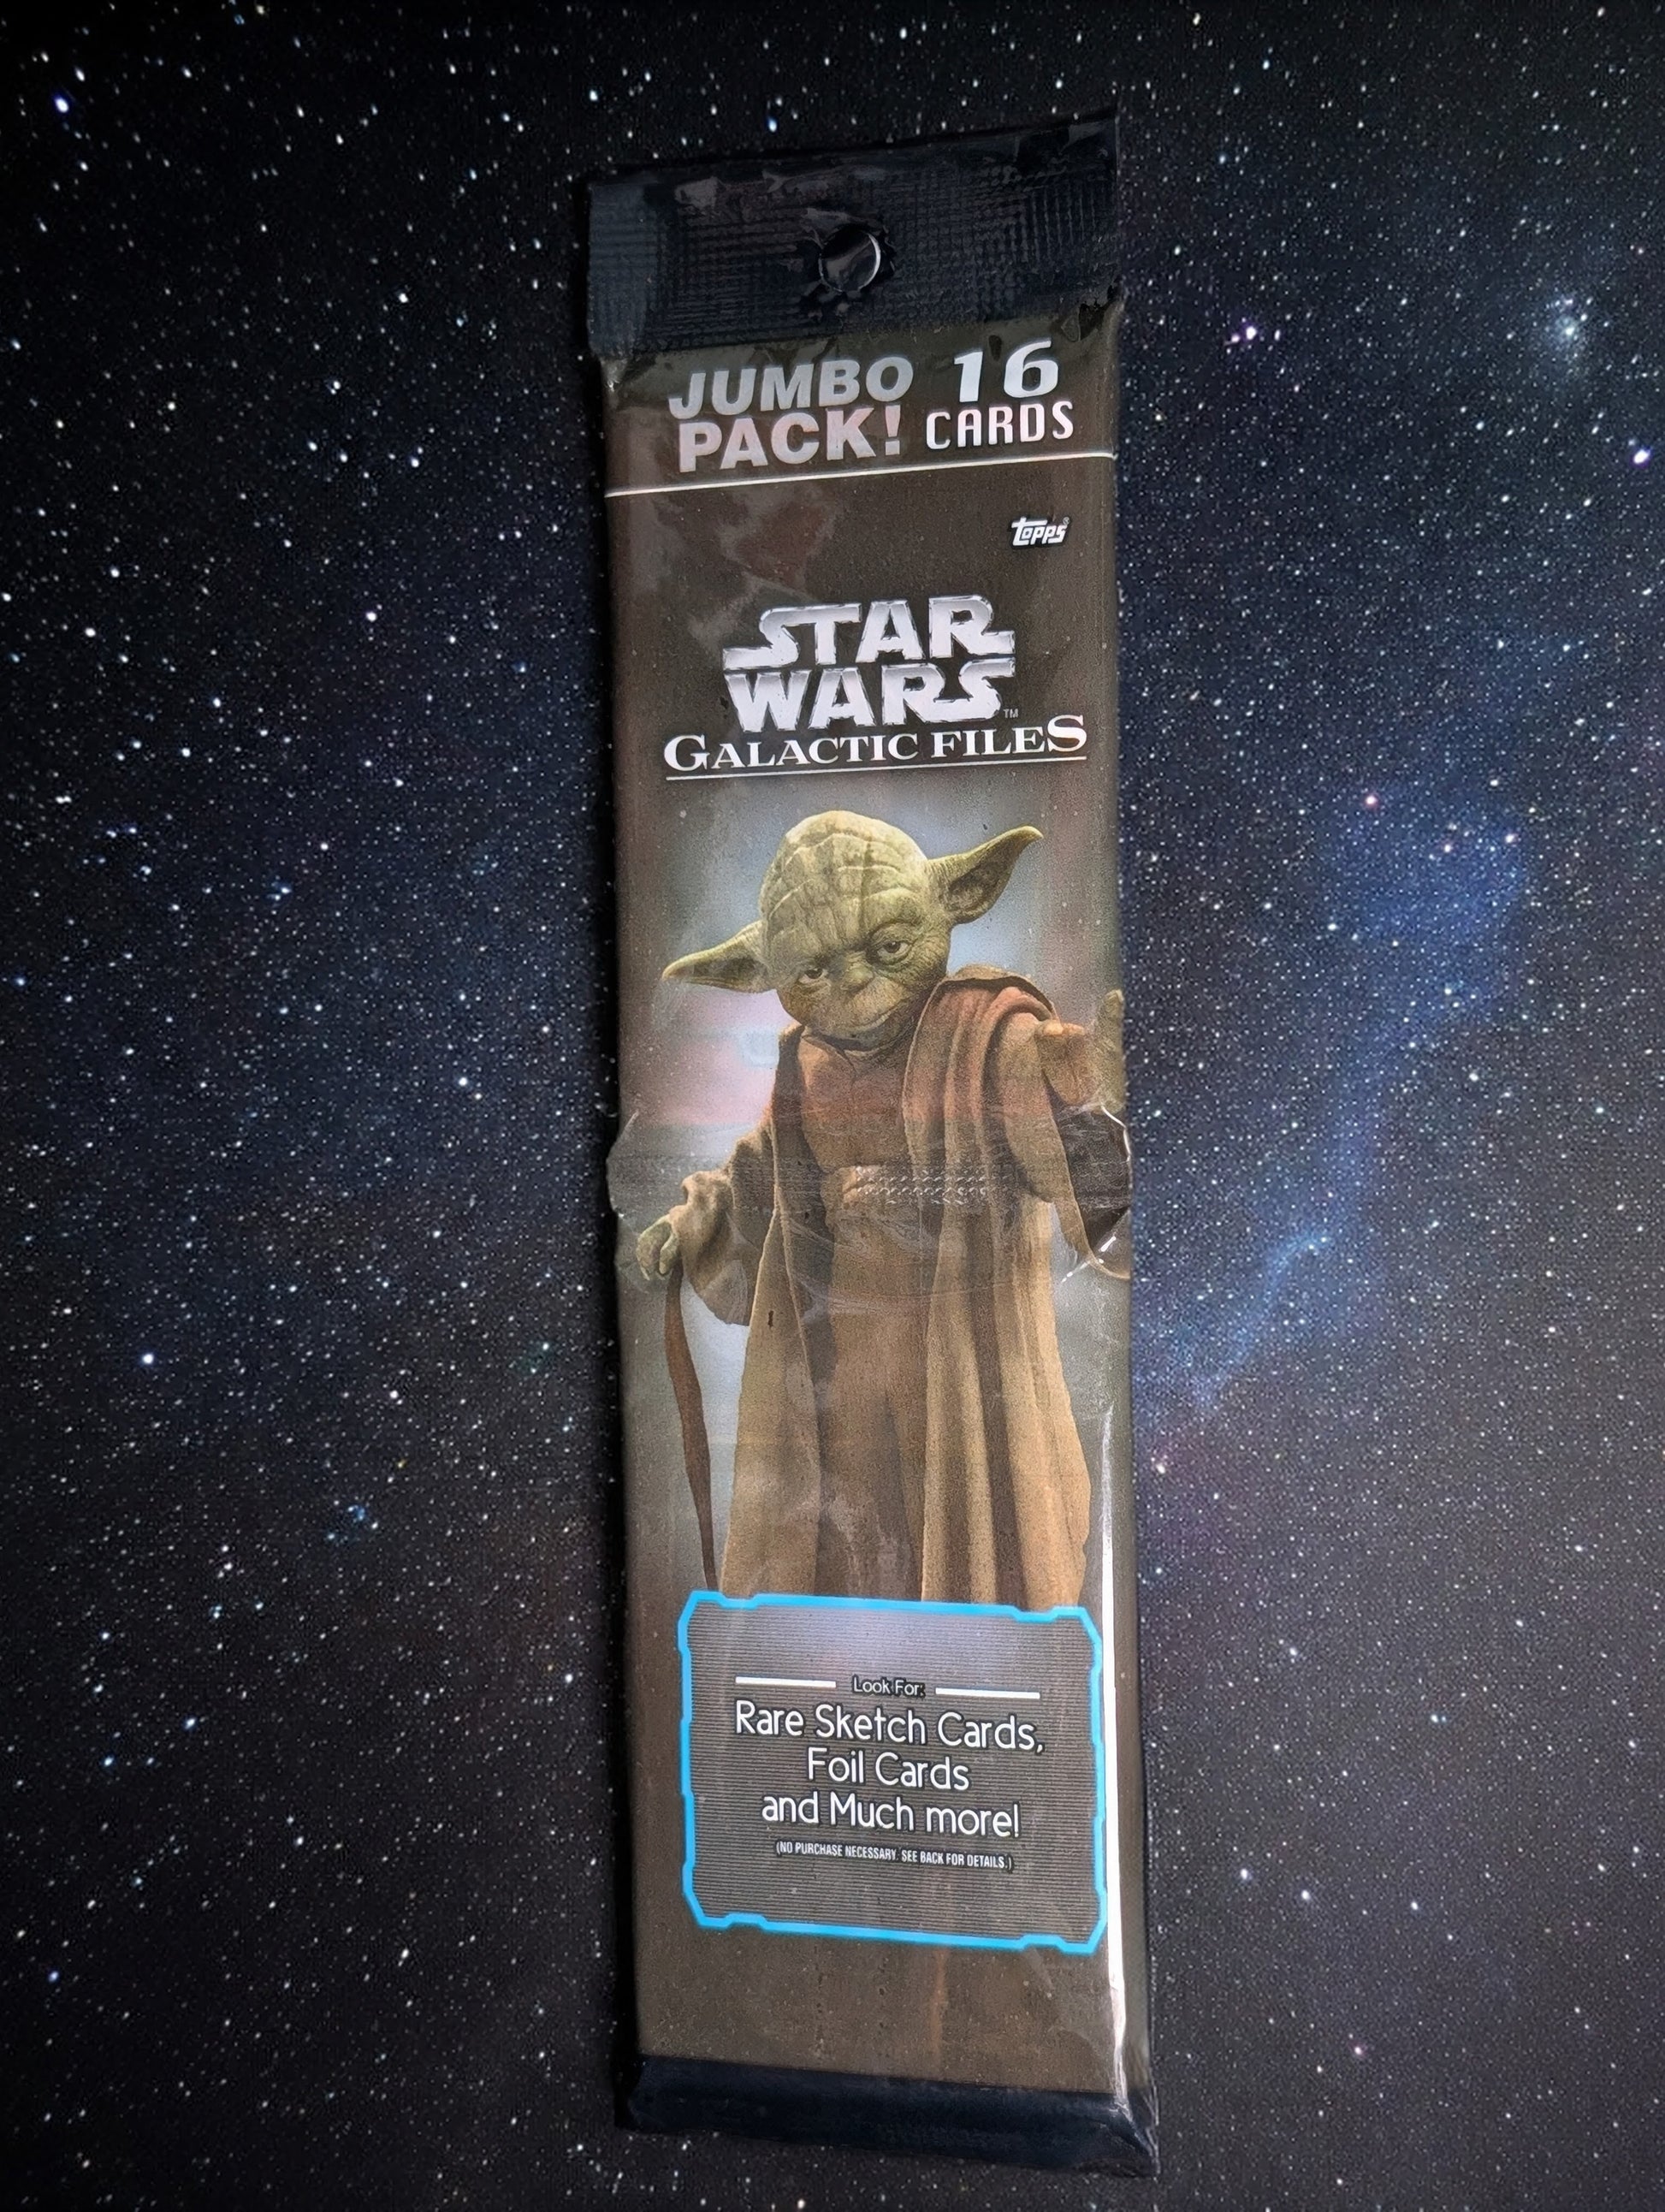 JUMBO 16
PACK! CARDS
Topps®
STAR
WARS™
GALACTIC FILES
Look For:
Rare Sketch Cards,
Foil Cards
and Much more!
(NO PURCHASE NECESSARY. SEE BACK FOR DETAILS.)